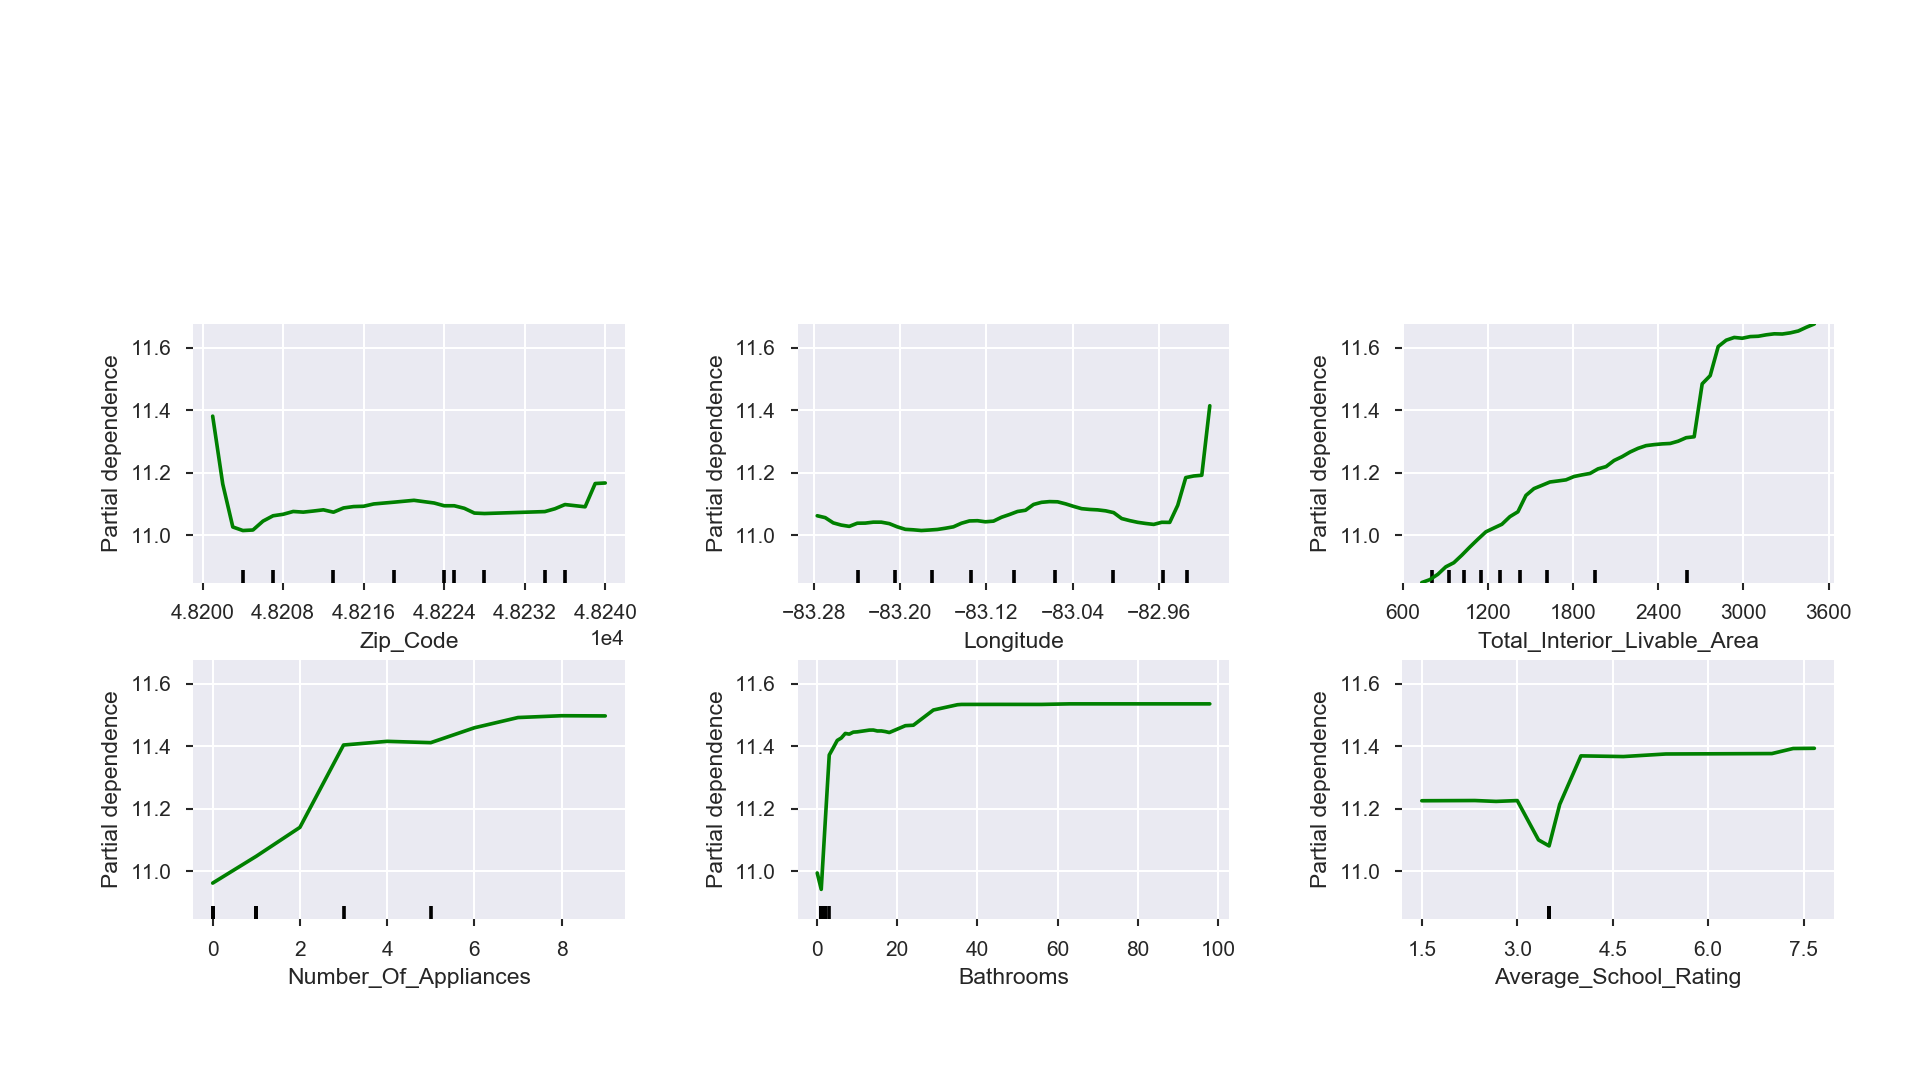 11.6 11.6 11.6
11.4 11.4 11.4
11.2 11.2 11.2
11.0 11.0 11.0
Partial dependence Partial dependence Partial dependence
4.8200 4.8208 4.8216 4.8224 4.8232 4.8240 −83.28 −83.20 −83.12 −83.04 −82.96 600 1200 1800 2400 3000 3600
1e4
Zip_Code Longitude Total_Interior_Livable_Area
11.6 11.6 11.6
11.4 11.4 11.4
11.2 11.2 11.2
11.0 11.0 11.0
Partial dependence Partial dependence Partial dependence
0 2 4 6 8 0 20 40 60 80 100 1.5 3.0 4.5 6.0 7.5
Number_Of_Appliances Bathrooms Average_School_Rating